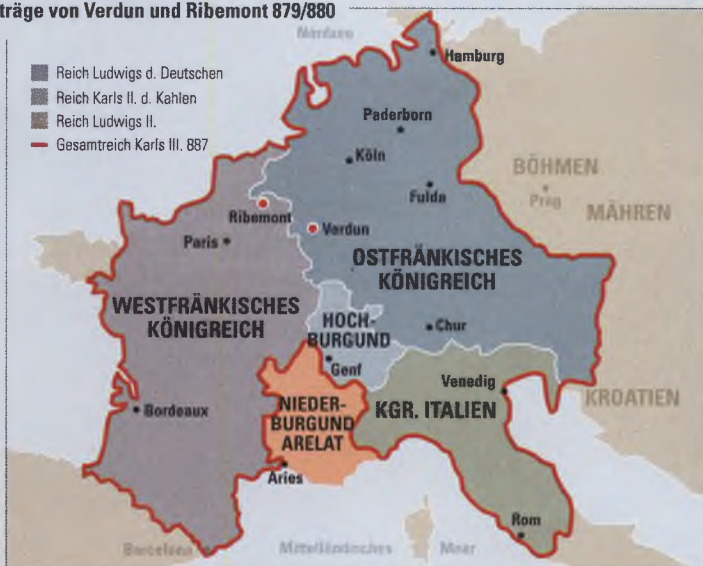 träge von Verdun und Ribemont 879/880
Nordsee
Reich Ludwigs d. Deutschen
Reich Karls II. d. Kahlen
Reich Ludwigs II.
Gesamtreich Karls III. 887
Hamburg
Paderborn
Köln
Fulda
BÖHMEN
Prag
MÄHREN
Ribemont
Verdun
Paris
OSTFRÄNKISCHES
KÖNIGREICH
WESTFRÄNKISCHES
KÖNIGREICH
HOCH-
BURGUND
Chur
Genf
Venedig
KROATIEN
Bordeaux
NIEDER-
BURGUND
ARELAT
KGR. ITALIEN
Aries
Rom
Barcelona
Mittelländisches Meer